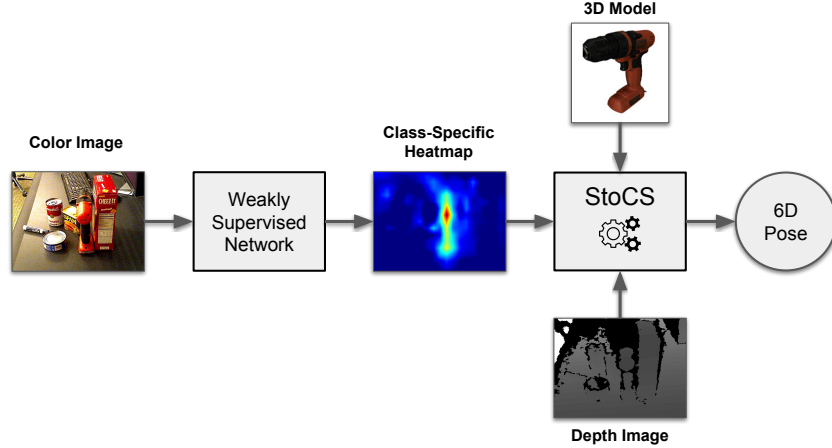 3D Model
Color Image
Class-Specific
Heatmap
Weakly
Supervised
Network
StoCS
6D
Pose
Depth Image